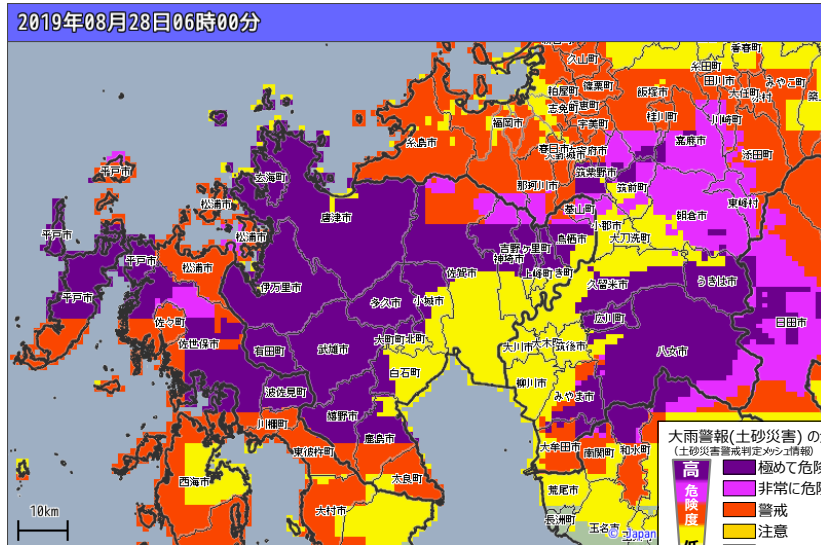 2019年08月28日06時00分
久山町
香春町
糸田町
田川市
みやこ町
篠栗町
粕屋町
飯塚市
大任町
志免町
須恵町
桂川町
川崎町
福岡市
宇美町
糸島市
嘉麻市
春日市
添田町
平戸市
玄海町
筑紫野市
那珂川市
筑前町
松浦市
唐津市
基山町
朝倉市
東峰村
小郡市
平戸市
松浦市
鳥栖市
大刀洗町
吉野ヶ里町
平戸市
松浦市
神埼市
佐賀市
上峰町
久留米市
うきは市
伊万里市
平戸市
多久市
小城市
佐々町
広川町
日田市
佐世保市
大町町
江北町
大川市
大木町
筑後市
有田町
武雄市
八女市
白石町
柳川市
波佐見町
みやま市
嬉野市
川棚町
鹿島市
東彼杵町
大牟田市
南関町
和水町
太良町
西海市
荒尾市
大村市
長洲町
玉名市
© Japan
10km
大雨警報(土砂災害) の
(土砂災害警戒判定メッシュ情報)
高
危険度
低
極めて危険
非常に危険
警戒
注意